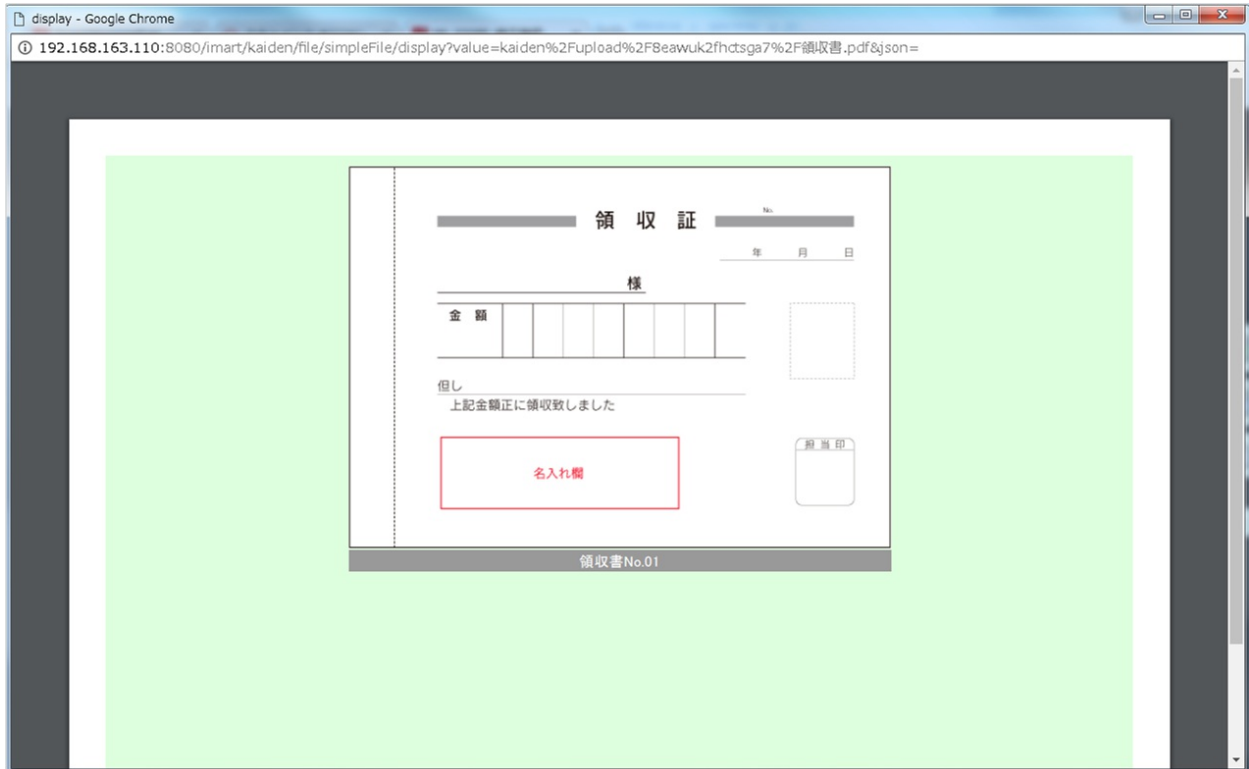 display - Google Chrome
192.168.163.110:8080/imart/kaiden/file/simpleFile/display?value=kaiden%2Fupload%2F8eawuk2fhctsga7%2F領収書.pdf&json=
領 収 証
No.
年 月 日
様
金 額
但し
上記金額正に領収致しました
名入れ欄
担 当 印
領収書No.01